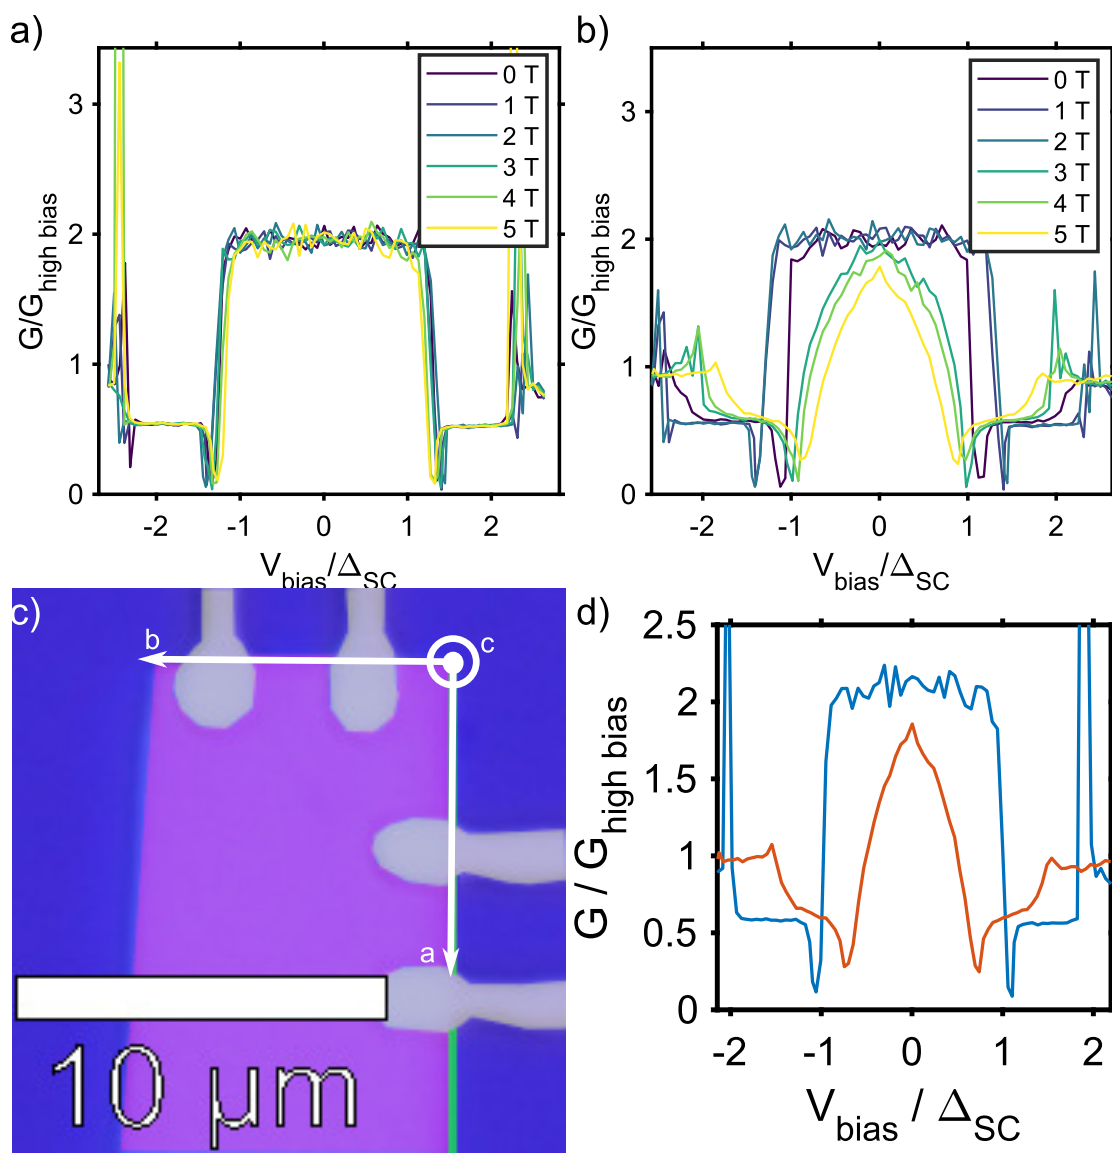 a)
G/G_high bias
3
2
1
0
-2 -1 0 1 2
V_bias/Δ_SC
0 T
1 T
2 T
3 T
4 T
5 T
b)
G/G_high bias
3
2
1
0
-2 -1 0 1 2
V_bias/Δ_SC
0 T
1 T
2 T
3 T
4 T
5 T
c)
b
c
a
10 µm
d)
G / G_high bias
2.5
2
1.5
1
0.5
0
-2 -1 0 1 2
V_bias / Δ_SC